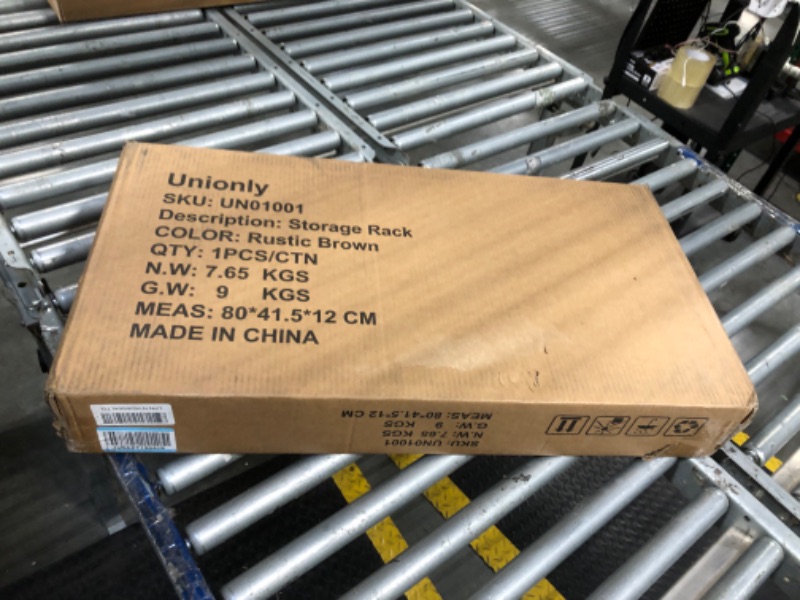 Unionly
SKU: UN01001
Description: Storage Rack
COLOR: Rustic Brown
QTY: 1PCS/CTN
N.W: 7.65 KGS
G.W: 9 KGS
MEAS: 80*41.5*12 CM
MADE IN CHINA
SKU: UN01001
N.W: 7.65 KGS
G.W: 9 KGS
MEAS: 80*41.5*12 CM